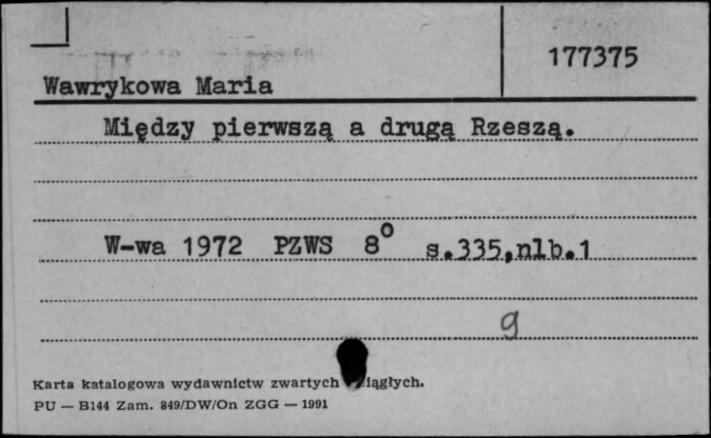 177375
Wawrykowa Maria
Między pierwszą a drugą Rzeszą.
W-wa 1972 PZWS 8⁰ s.335,nlb.1
g
Karta katalogowa wydawnictw zwartych
PU — B144 Zam. 849/DW/On ZGG — 1991